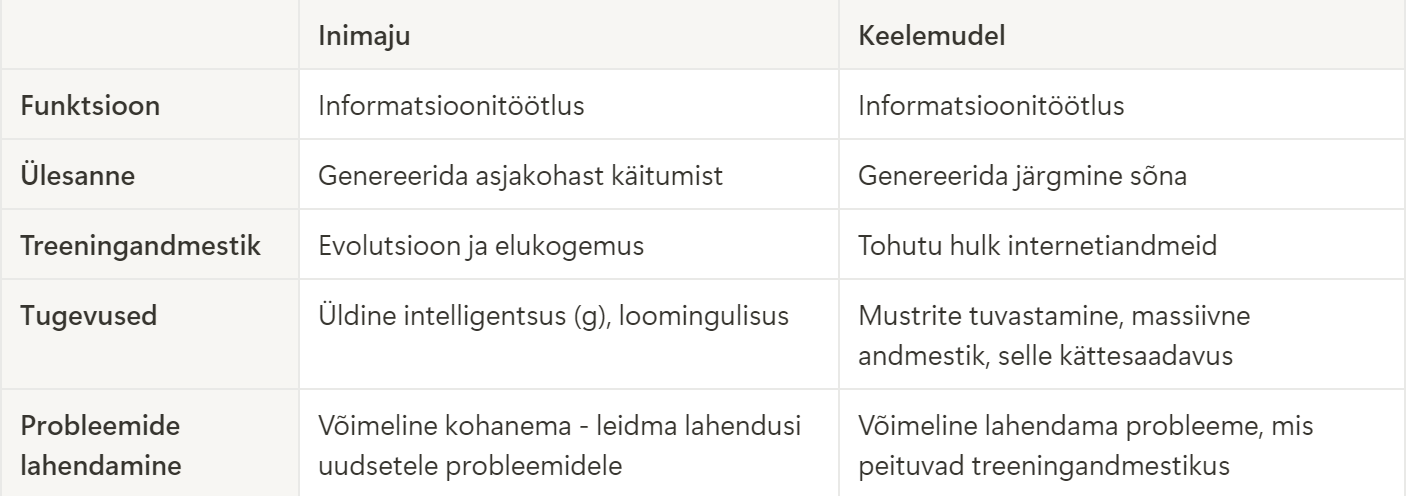 Inimaju Keelemudel
Funktsioon Informatsioonitöötlus Informatsioonitöötlus
Ülesanne Genereerida asjakohast käitumist Genereerida järgmine sõna
Treeningandmestik Evolutsioon ja elukogemus Tohutu hulk internetiandmeid
Tugevused Üldine intelligentsus (g), loomingulisus Mustrite tuvastamine, massiivne
andmestik, selle kättesaadavus
Probleemide Võimeline kohanema - leidma lahendusi Võimeline lahendama probleeme, mis
lahendamine uudsetele probleemidele peituvad treeningandmestikus